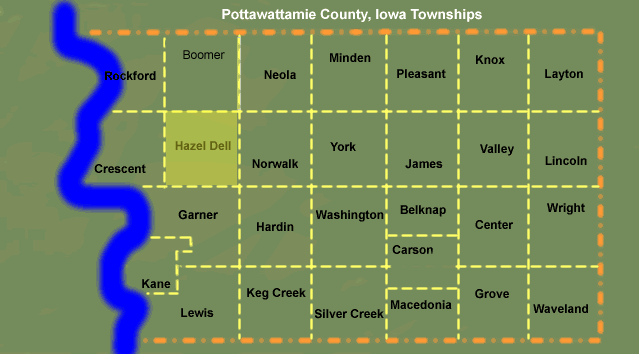 Pottawattamie County, Iowa Townships
Rockford
Boomer
Neola
Minden
Pleasant
Knox
Layton
Crescent
Hazel Dell
Norwalk
York
James
Valley
Lincoln
Garner
Hardin
Washington
Belknap
Carson
Center
Wright
Kane
Lewis
Keg Creek
Silver Creek
Macedonia
Grove
Waveland